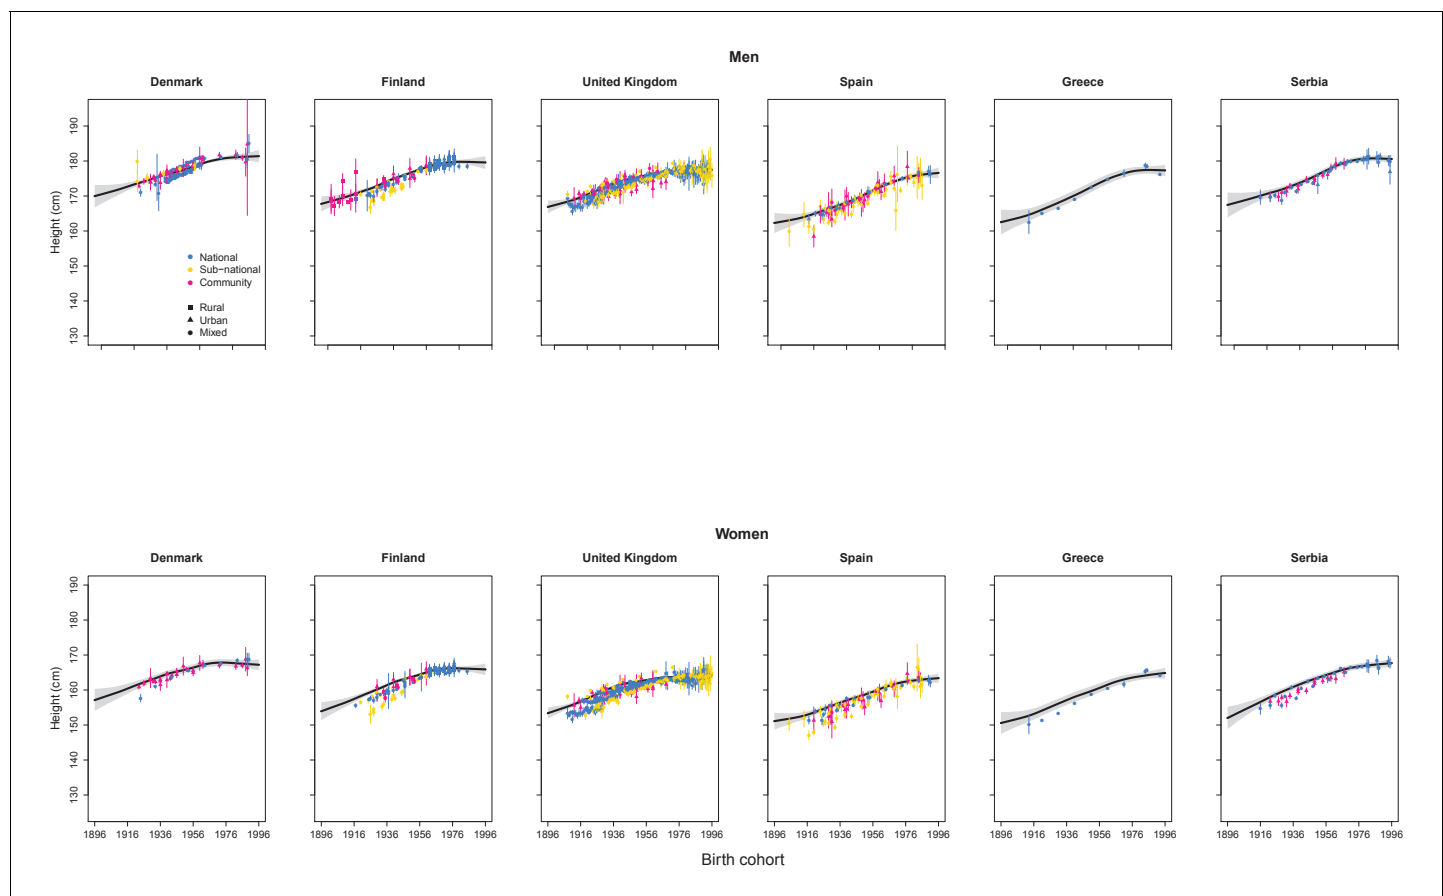 Men
Denmark Finland United Kingdom Spain Greece Serbia
190
180
170
160
150
140
130
Height (cm)
National
Sub−national
Community
Rural
Urban
Mixed
Women
Denmark Finland United Kingdom Spain Greece Serbia
190
180
170
160
150
140
130
Height (cm)
1896 1916 1936 1956 1976 1996 1896 1916 1936 1956 1976 1996 1896 1916 1936 1956 1976 1996 1896 1916 1936 1956 1976 1996 1896 1916 1936 1956 1976 1996 1896 1916 1936 1956 1976 1996
Birth cohort